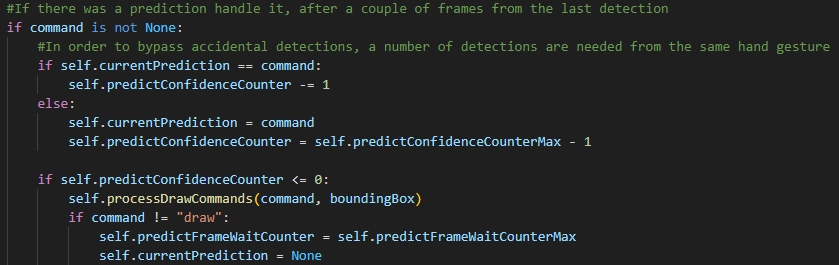 #If there was a prediction handle it, after a couple of frames from the last detection
if command is not None:
    #In order to bypass accidental detections, a number of detections are needed from the same hand gesture
    if self.currentPrediction == command:
        self.predictConfidenceCounter -= 1
    else:
        self.currentPrediction = command
        self.predictConfidenceCounter = self.predictConfidenceCounterMax - 1

    if self.predictConfidenceCounter <= 0:
        self.processDrawCommands(command, boundingBox)
        if command != "draw":
            self.predictFrameWaitCounter = self.predictFrameWaitCounterMax
            self.currentPrediction = None